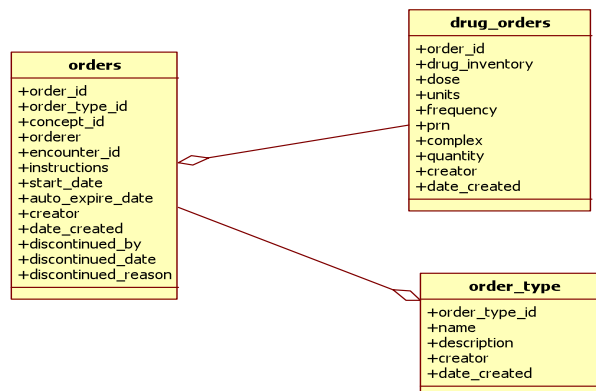 orders
+order_id
+order_type_id
+concept_id
+orderer
+encounter_id
+instructions
+start_date
+auto_expire_date
+creator
+date_created
+discontinued_by
+discontinued_date
+discontinued_reason
drug_orders
+order_id
+drug_inventory
+dose
+units
+frequency
+prn
+complex
+quantity
+creator
+date_created
order_type
+order_type_id
+name
+description
+creator
+date_created